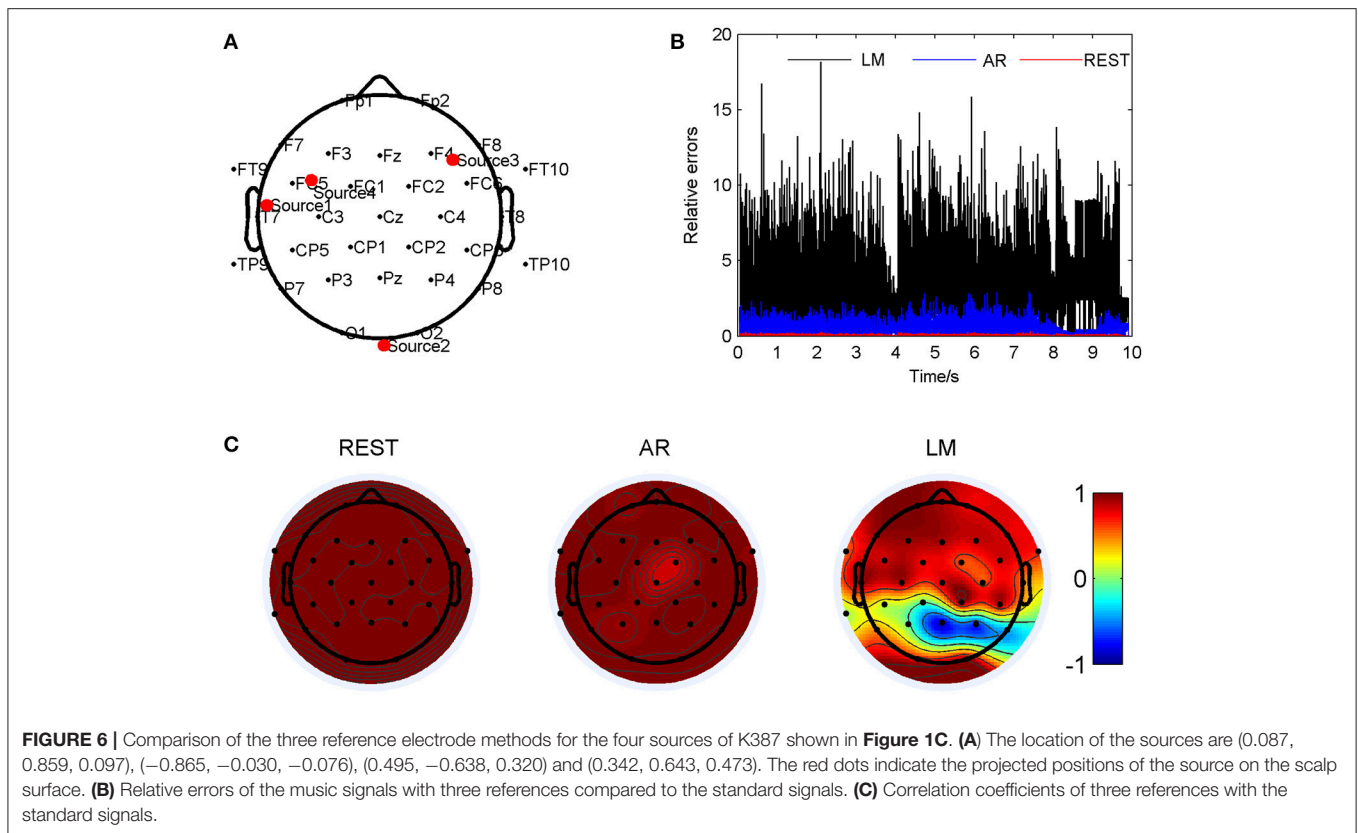 A
Fp1 Fp2
F7 F3 Fz F4 F8
Source3
FT9 FC5 FC1 FC2 FC6 FT10
Source4
Source1
T7 C3 Cz C4 T8
CP5 CP1 CP2 CP6
TP9 TP10
P7 P3 Pz P4 P8
O1 O2
Source2
B
20
15
10
5
0
Relative errors
LM AR REST
0 1 2 3 4 5 6 7 8 9 10
Time/s
C
REST AR LM
1
0
-1
FIGURE 6 | Comparison of the three reference electrode methods for the four sources of K387 shown in Figure 1C. (A) The location of the sources are (0.087,
0.859, 0.097), (−0.865, −0.030, −0.076), (0.495, −0.638, 0.320) and (0.342, 0.643, 0.473). The red dots indicate the projected positions of the source on the scalp
surface. (B) Relative errors of the music signals with three references compared to the standard signals. (C) Correlation coefficients of three references with the
standard signals.